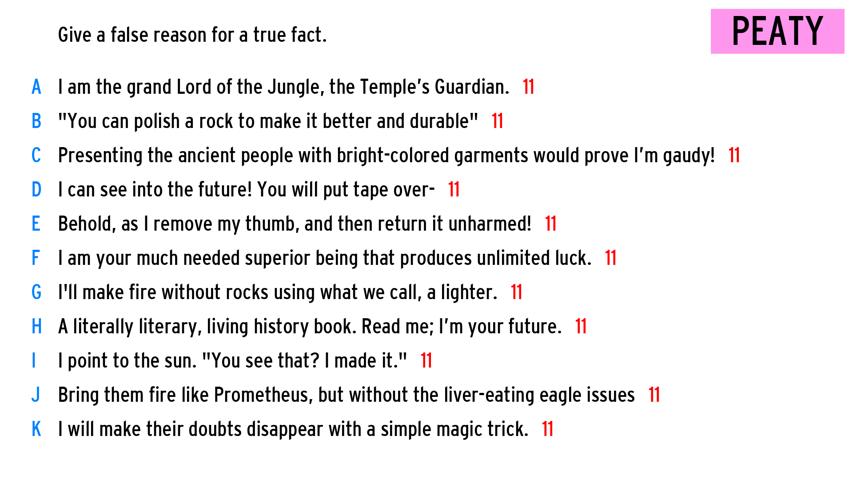 Give a false reason for a true fact.
PEATY
A I am the grand Lord of the Jungle, the Temple's Guardian. 11
B "You can polish a rock to make it better and durable" 11
C Presenting the ancient people with bright-colored garments would prove I'm gaudy! 11
D I can see into the future! You will put tape over- 11
E Behold, as I remove my thumb, and then return it unharmed! 11
F I am your much needed superior being that produces unlimited luck. 11
G I'll make fire without rocks using what we call, a lighter. 11
H A literally literary, living history book. Read me; I'm your future. 11
I I point to the sun. "You see that? I made it." 11
J Bring them fire like Prometheus, but without the liver-eating eagle issues 11
K I will make their doubts disappear with a simple magic trick. 11